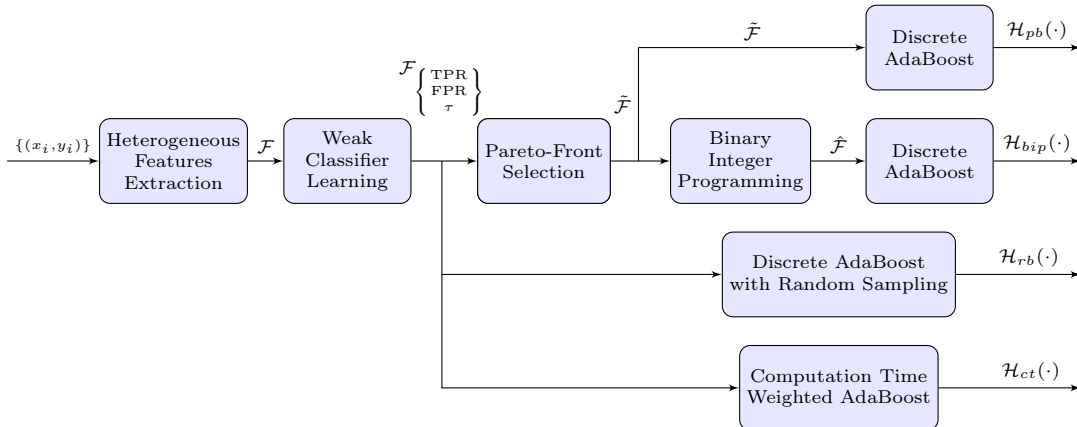 {(x_i, y_i)}
Heterogeneous
Features
Extraction
ℱ
Weak
Classifier
Learning
ℱ
{TPR
FPR
τ}
Pareto-Front
Selection
ℱ̃
ℱ̃
Discrete
AdaBoost
ℋ_pb(·)
Binary
Integer
Programming
ℱ̂
Discrete
AdaBoost
ℋ_bip(·)
Discrete AdaBoost
with Random Sampling
ℋ_rb(·)
Computation Time
Weighted AdaBoost
ℋ_ct(·)